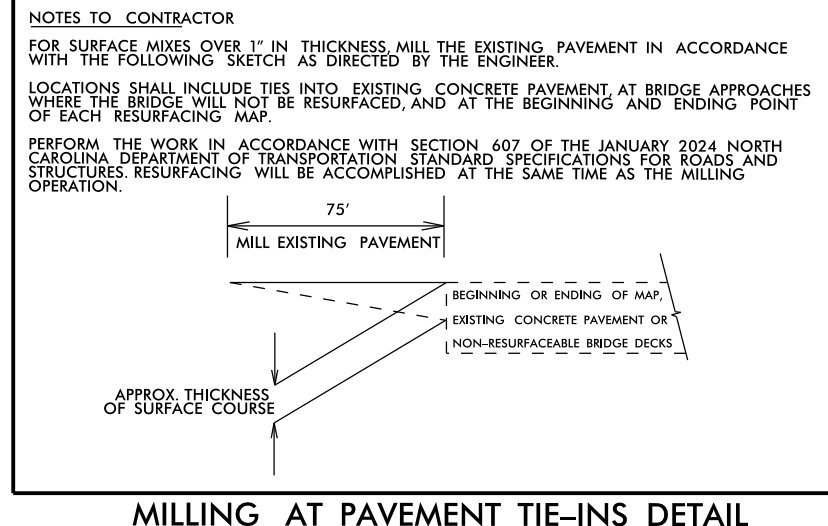 NOTES TO CONTRACTOR
FOR SURFACE MIXES OVER 1" IN THICKNESS, MILL THE EXISTING PAVEMENT IN ACCORDANCE
WITH THE FOLLOWING SKETCH AS DIRECTED BY THE ENGINEER.
LOCATIONS SHALL INCLUDE TIES INTO EXISTING CONCRETE PAVEMENT, AT BRIDGE APPROACHES
WHERE THE BRIDGE WILL NOT BE RESURFACED, AND AT THE BEGINNING AND ENDING POINT
OF EACH RESURFACING MAP.
PERFORM THE WORK IN ACCORDANCE WITH SECTION 607 OF THE JANUARY 2024 NORTH
CAROLINA DEPARTMENT OF TRANSPORTATION STANDARD SPECIFICATIONS FOR ROADS AND
STRUCTURES. RESURFACING WILL BE ACCOMPLISHED AT THE SAME TIME AS THE MILLING
OPERATION.
75'
MILL EXISTING PAVEMENT
BEGINNING OR ENDING OF MAP,
EXISTING CONCRETE PAVEMENT OR
NON-RESURFACEABLE BRIDGE DECKS
APPROX. THICKNESS
OF SURFACE COURSE
MILLING AT PAVEMENT TIE-INS DETAIL